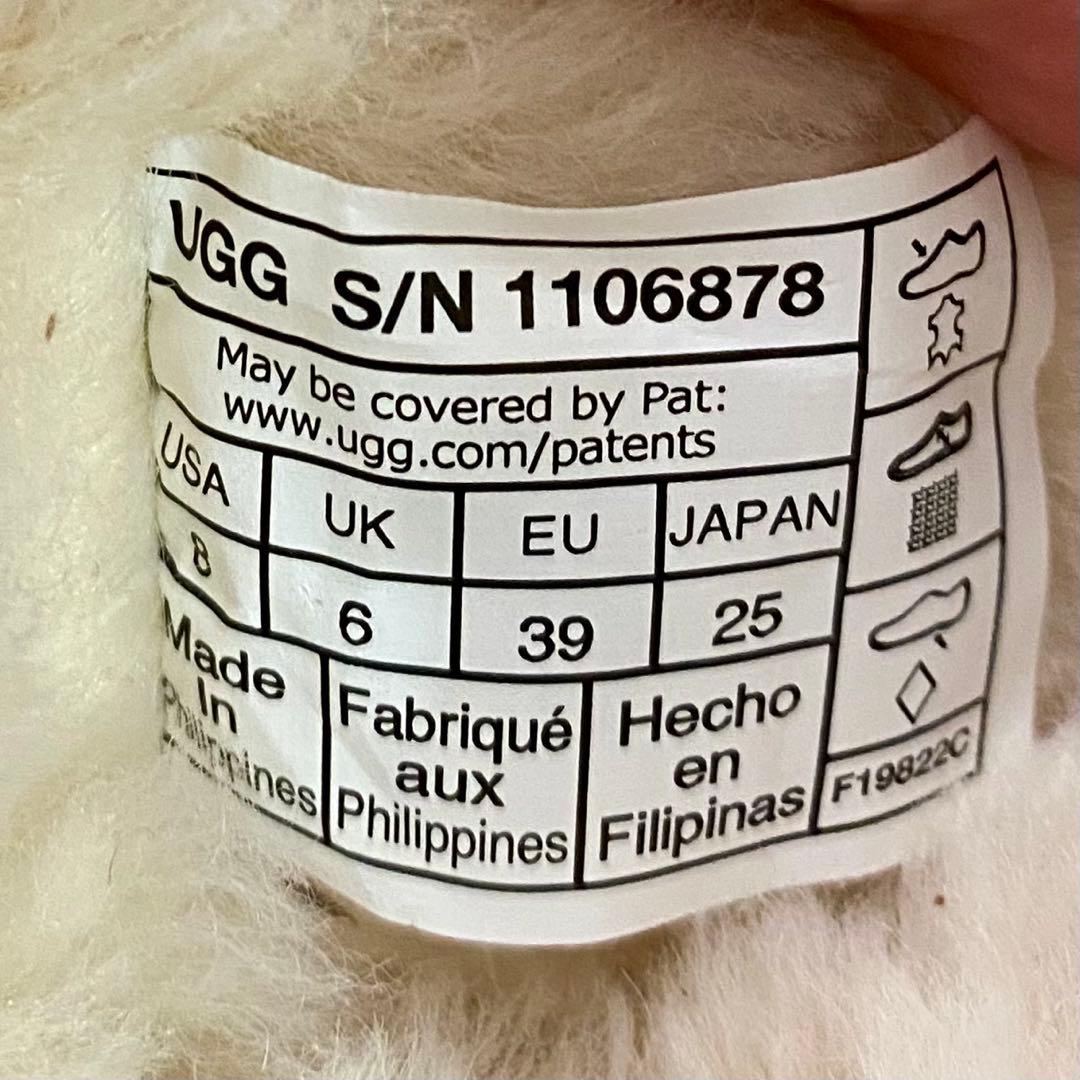 UGG S/N 1106878
May be covered by Pat:
www.ugg.com/patents
USA UK EU JAPAN
8 6 39 25
Made
In
Philippines
Fabriqué
aux
Philippines
Hecho
en
Filipinas
F19822C